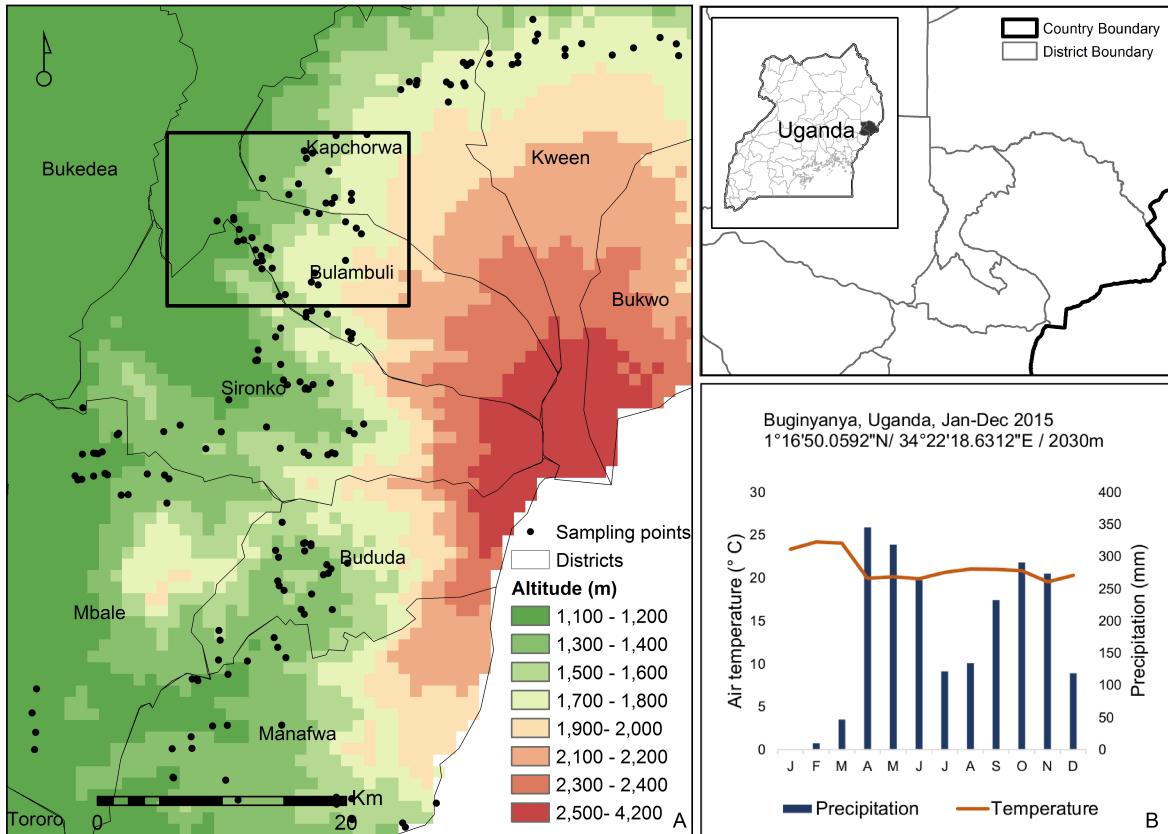 Kapchorwa
Bukedea
Kween
Bulambuli
Bukwo
Sironko
Bududa
Mbale
Manafwa
Tororo
0
20
Km
Sampling points
Districts
Altitude (m)
1,100 - 1,200
1,300 - 1,400
1,500 - 1,600
1,700 - 1,800
1,900- 2,000
2,100 - 2,200
2,300 - 2,400
2,500 - 4,200
A
Country Boundary
District Boundary
Uganda
Buginyanya, Uganda, Jan-Dec 2015
1°16'50.0592"N/ 34°22'18.6312"E / 2030m
Air temperature (° C)
30
25
20
15
10
5
0
Precipitation (mm)
400
350
300
250
200
150
100
50
0
J F M A M J J A S O N D
Precipitation Temperature
B